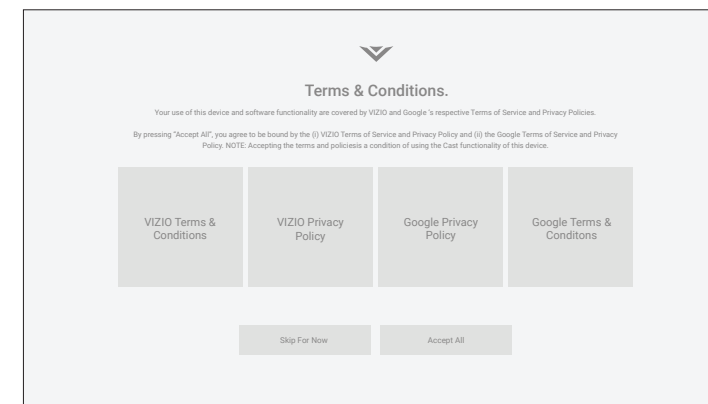 Terms & Conditions.
Your use of this device and software functionality are covered by VIZIO and Google 's respective Terms of Service and Privacy Policies.
By pressing "Accept All", you agree to be bound by the (i) VIZIO Terms of Service and Privacy Policy and (ii) the Google Terms of Service and Privacy
Policy. NOTE: Accepting the terms and policiesis a condition of using the Cast functionality of this device.
VIZIO Terms &
Conditions
VIZIO Privacy
Policy
Google Privacy
Policy
Google Terms &
Conditons
Skip For Now
Accept All